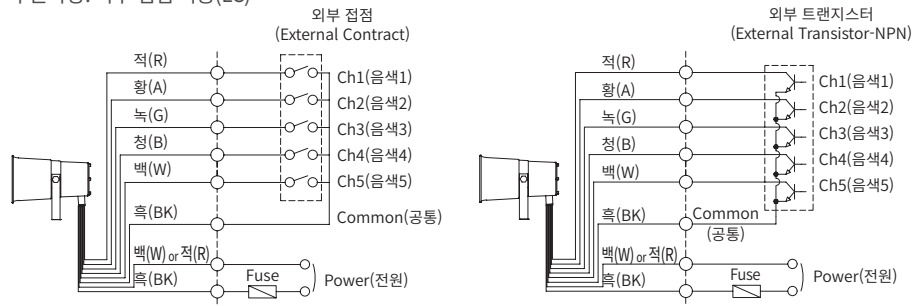 외부 접점
(External Contract)
적(R)
황(A)
녹(G)
청(B)
백(W)
Ch1(음색1)
Ch2(음색2)
Ch3(음색3)
Ch4(음색4)
Ch5(음색5)
흑(BK)
Common(공통)
백(W) or 적(R)
흑(BK)
Fuse
Power(전원)
외부 트랜지스터
(External Transistor-NPN)
적(R)
황(A)
녹(G)
청(B)
백(W)
Ch1(음색1)
Ch2(음색2)
Ch3(음색3)
Ch4(음색4)
Ch5(음색5)
흑(BK)
Common
(공통)
백(W) or 적(R)
흑(BK)
Fuse
Power(전원)